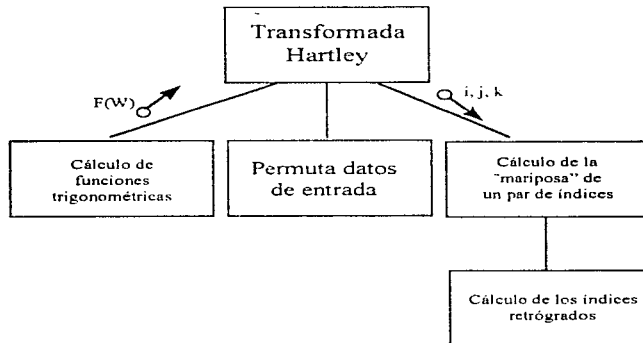 Transformada
Hartley
F(W)
i, j, k
Cálculo de
funciones
trigonométricas
Permuta datos
de entrada
Cálculo de la
"mariposa" de
un par de índices
Cálculo de los índices
retrógrados